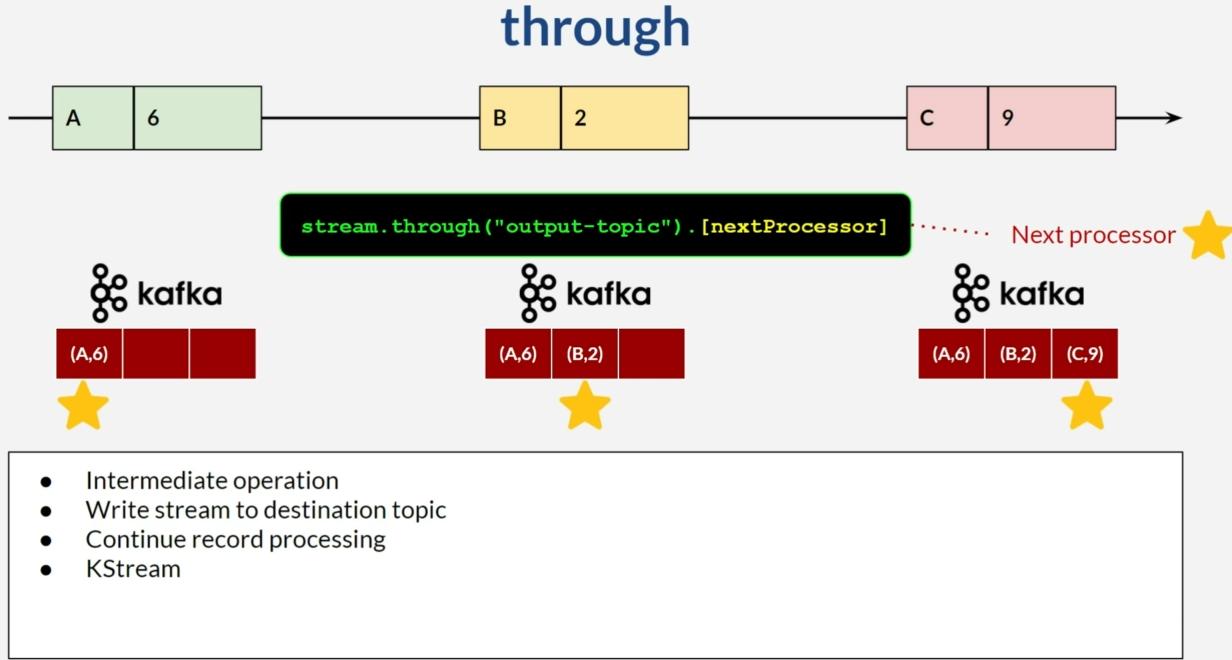 through
A 6 B 2 C 9
stream.through("output-topic").[nextProcessor]
Next processor
kafka kafka kafka
(A,6) (A,6) (B,2) (A,6) (B,2) (C,9)
● Intermediate operation
● Write stream to destination topic
● Continue record processing
● KStream